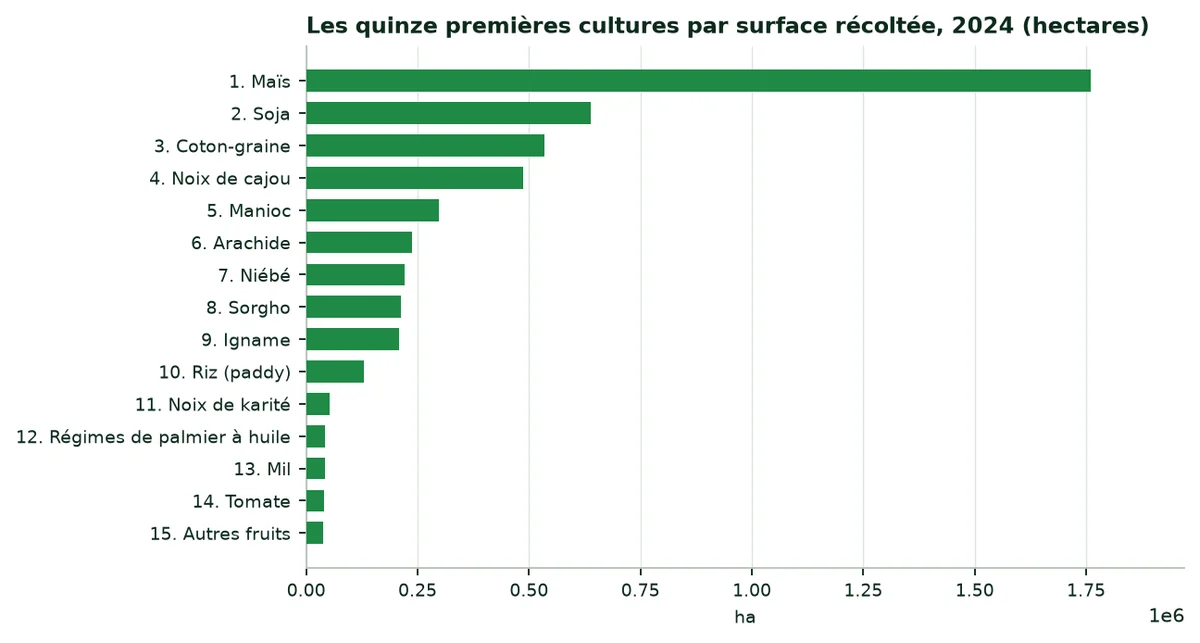 Les quinze premières cultures par surface récoltée, 2024 (hectares)
1. Maïs
2. Soja
3. Coton-graine
4. Noix de cajou
5. Manioc
6. Arachide
7. Niébé
8. Sorgho
9. Igname
10. Riz (paddy)
11. Noix de karité
12. Régimes de palmier à huile
13. Mil
14. Tomate
15. Autres fruits
0.00 0.25 0.50 0.75 1.00 1.25 1.50 1.75
ha 1e6